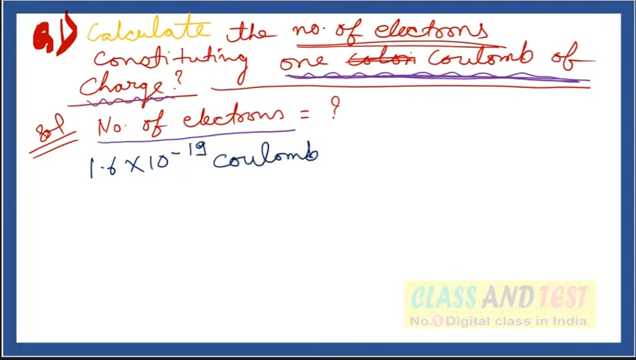 Q1) Calculate the no. of electrons
constituting one coulomb of
charge?
Sol No. of electrons = ?
1.6 × 10⁻¹⁹ coulomb
CLASS AND TEST
No.1 Digital class in India